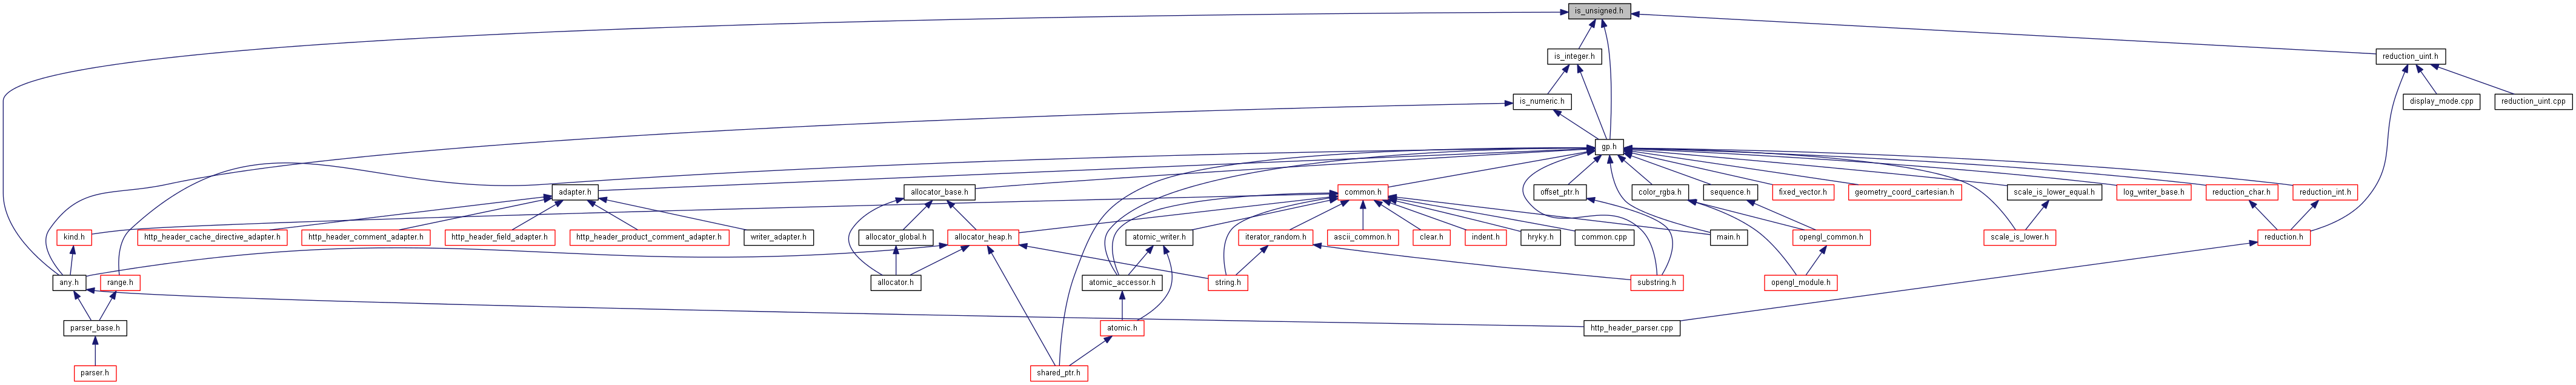 is_unsigned.h
is_integer.h
reduction_uint.h
is_numeric.h
display_mode.cpp
reduction_uint.cpp
gp.h
adapter.h
allocator_base.h
common.h
offset_ptr.h
color_rgba.h
sequence.h
fixed_vector.h
geometry_coord_cartesian.h
scale_is_lower_equal.h
log_writer_base.h
reduction_char.h
reduction_int.h
kind.h
http_header_cache_directive_adapter.h
http_header_comment_adapter.h
http_header_field_adapter.h
http_header_product_comment_adapter.h
writer_adapter.h
allocator_global.h
allocator_heap.h
atomic_writer.h
iterator_random.h
ascii_common.h
clear.h
indent.h
hryky.h
common.cpp
main.h
opengl_common.h
scale_is_lower.h
reduction.h
any.h
range.h
allocator.h
atomic_accessor.h
string.h
substring.h
opengl_module.h
parser_base.h
http_header_parser.cpp
atomic.h
parser.h
shared_ptr.h